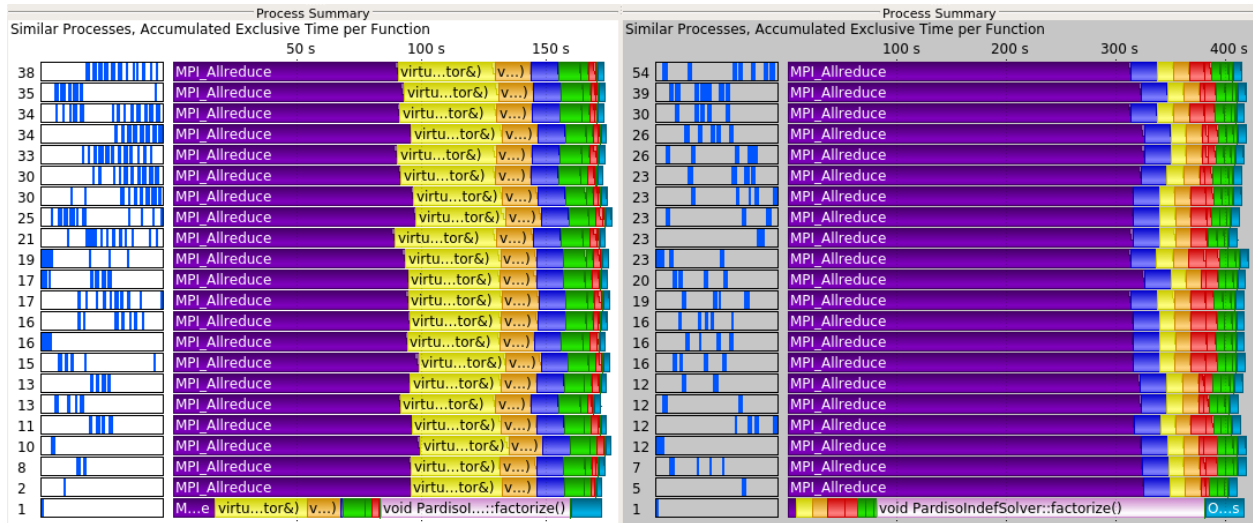 Process Summary
Similar Processes, Accumulated Exclusive Time per Function
50 s 100 s 150 s
38 MPI_Allreduce virtu...tor&) v...)
35 MPI_Allreduce virtu...tor&) v...)
34 MPI_Allreduce virtu...tor&) v...)
34 MPI_Allreduce virtu...tor&) v...)
33 MPI_Allreduce virtu...tor&) v...)
30 MPI_Allreduce virtu...tor&) v...)
30 MPI_Allreduce virtu...tor&) v...)
25 MPI_Allreduce virtu...tor&) v...)
21 MPI_Allreduce virtu...tor&) v...)
19 MPI_Allreduce virtu...tor&) v...)
17 MPI_Allreduce virtu...tor&) v...)
17 MPI_Allreduce virtu...tor&) v...)
16 MPI_Allreduce virtu...tor&) v...)
16 MPI_Allreduce virtu...tor&) v...)
15 MPI_Allreduce virtu...tor&) v...)
13 MPI_Allreduce virtu...tor&) v...)
13 MPI_Allreduce virtu...tor&) v...)
11 MPI_Allreduce virtu...tor&) v...)
10 MPI_Allreduce virtu...tor&) v...)
8 MPI_Allreduce virtu...tor&) v...)
2 MPI_Allreduce virtu...tor&) v...)
1 M...e virtu...tor&) v...) void Pardisol...::factorize()
Process Summary
Similar Processes, Accumulated Exclusive Time per Function
100 s 200 s 300 s 400 s
54 MPI_Allreduce
39 MPI_Allreduce
30 MPI_Allreduce
26 MPI_Allreduce
26 MPI_Allreduce
23 MPI_Allreduce
23 MPI_Allreduce
23 MPI_Allreduce
23 MPI_Allreduce
23 MPI_Allreduce
20 MPI_Allreduce
19 MPI_Allreduce
16 MPI_Allreduce
16 MPI_Allreduce
16 MPI_Allreduce
12 MPI_Allreduce
12 MPI_Allreduce
12 MPI_Allreduce
12 MPI_Allreduce
7 MPI_Allreduce
5 MPI_Allreduce
1 void PardisoIndefSolver::factorize() O...s